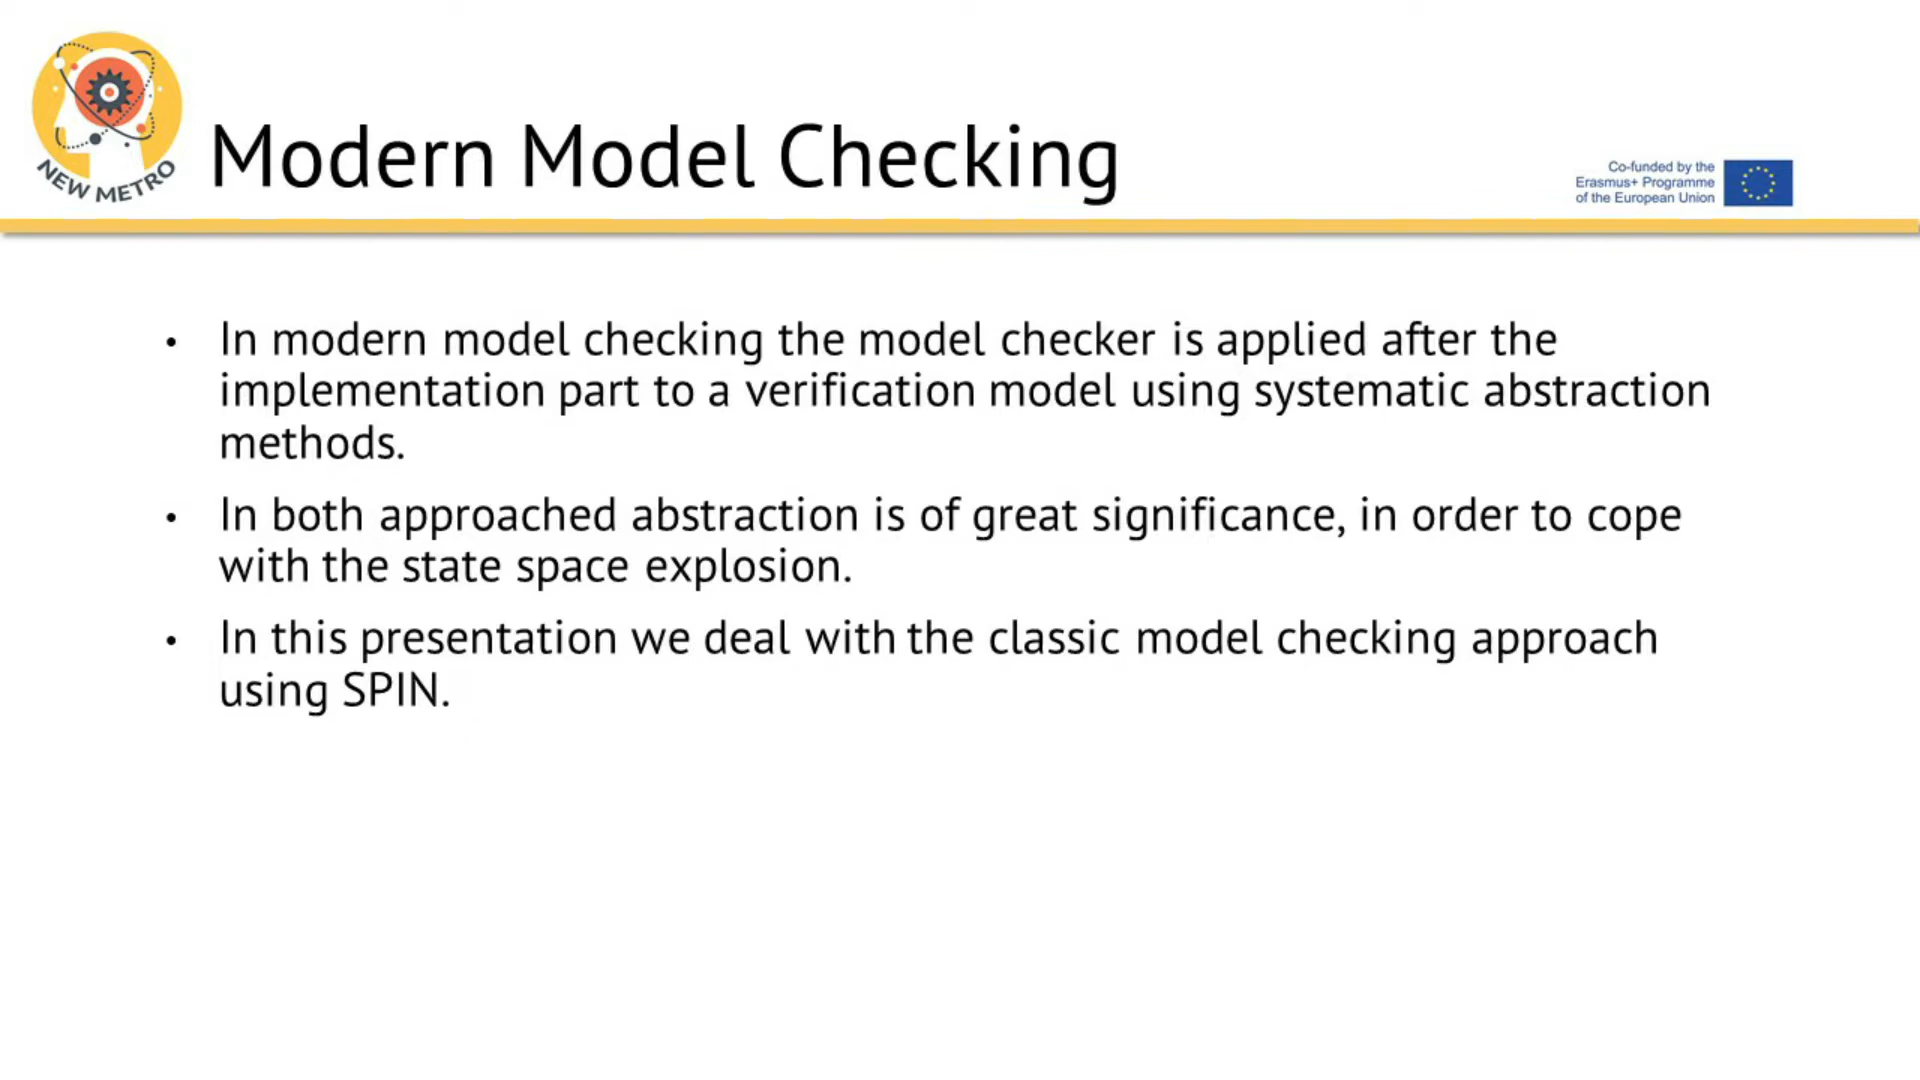 NEW METRO
Modern Model Checking
Co-funded by the
Erasmus+ Programme
of the European Union
• In modern model checking the model checker is applied after the
implementation part to a verification model using systematic abstraction
methods.
• In both approached abstraction is of great significance, in order to cope
with the state space explosion.
• In this presentation we deal with the classic model checking approach
using SPIN.